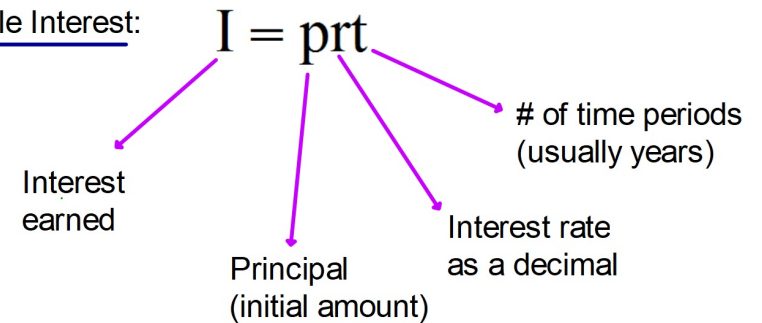 le Interest:
I = prt
# of time periods
(usually years)
Interest
earned
Interest rate
as a decimal
Principal
(initial amount)